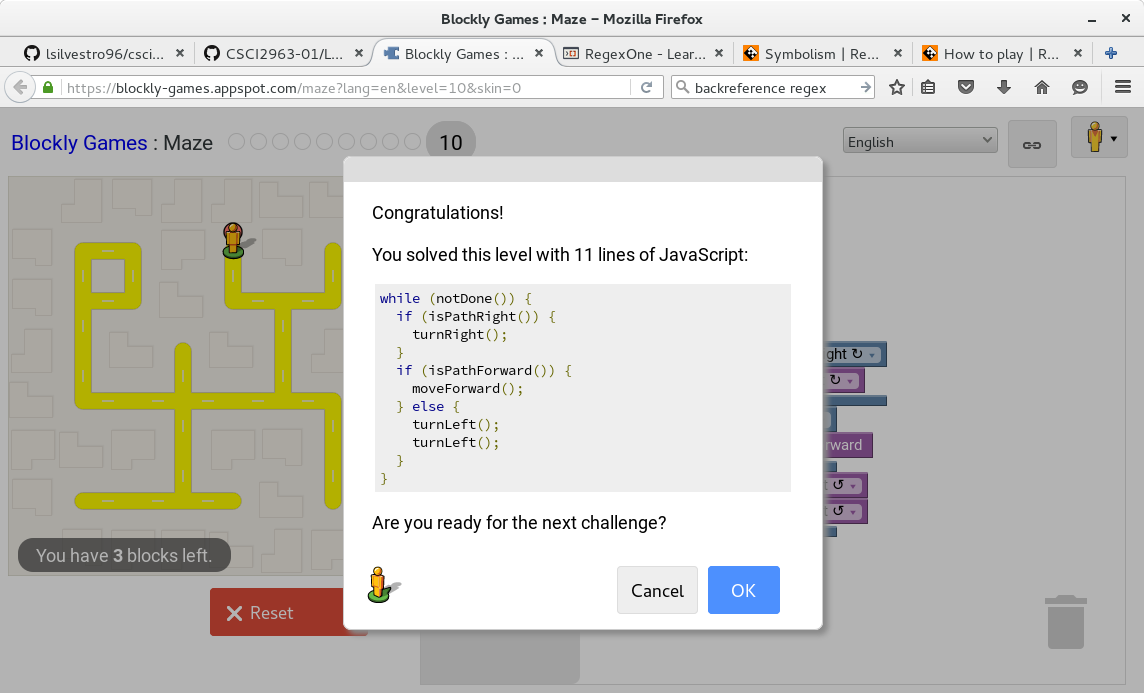 Blockly Games : Maze – Mozilla Firefox
lsilvestro96/csci...
CSCI2963-01/L...
Blockly Games : ...
RegexOne - Lear...
Symbolism | Re...
How to play | R...
https://blockly-games.appspot.com/maze?lang=en&level=10&skin=0
backreference regex
Blockly Games : Maze
10
English
Congratulations!
You solved this level with 11 lines of JavaScript:
while (notDone()) {
  if (isPathRight()) {
    turnRight();
  }
  if (isPathForward()) {
    moveForward();
  } else {
    turnLeft();
    turnLeft();
  }
}
Are you ready for the next challenge?
Cancel
OK
ght ↻
↻
rward
↺
↺
You have 3 blocks left.
Reset